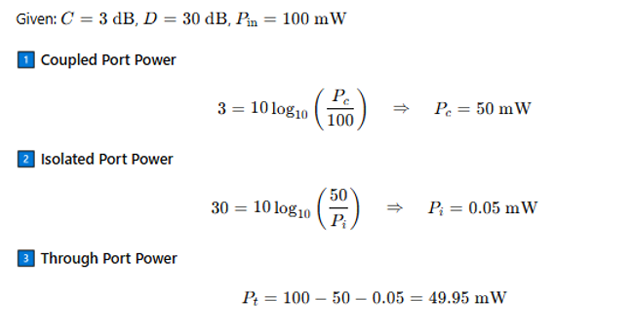 Given: C = 3 dB, D = 30 dB, P_in = 100 mW
1 Coupled Port Power
3 = 10 log₁₀ (P_c / 100) ⇒ P_c = 50 mW
2 Isolated Port Power
30 = 10 log₁₀ (50 / P_i) ⇒ P_i = 0.05 mW
3 Through Port Power
P_t = 100 − 50 − 0.05 = 49.95 mW